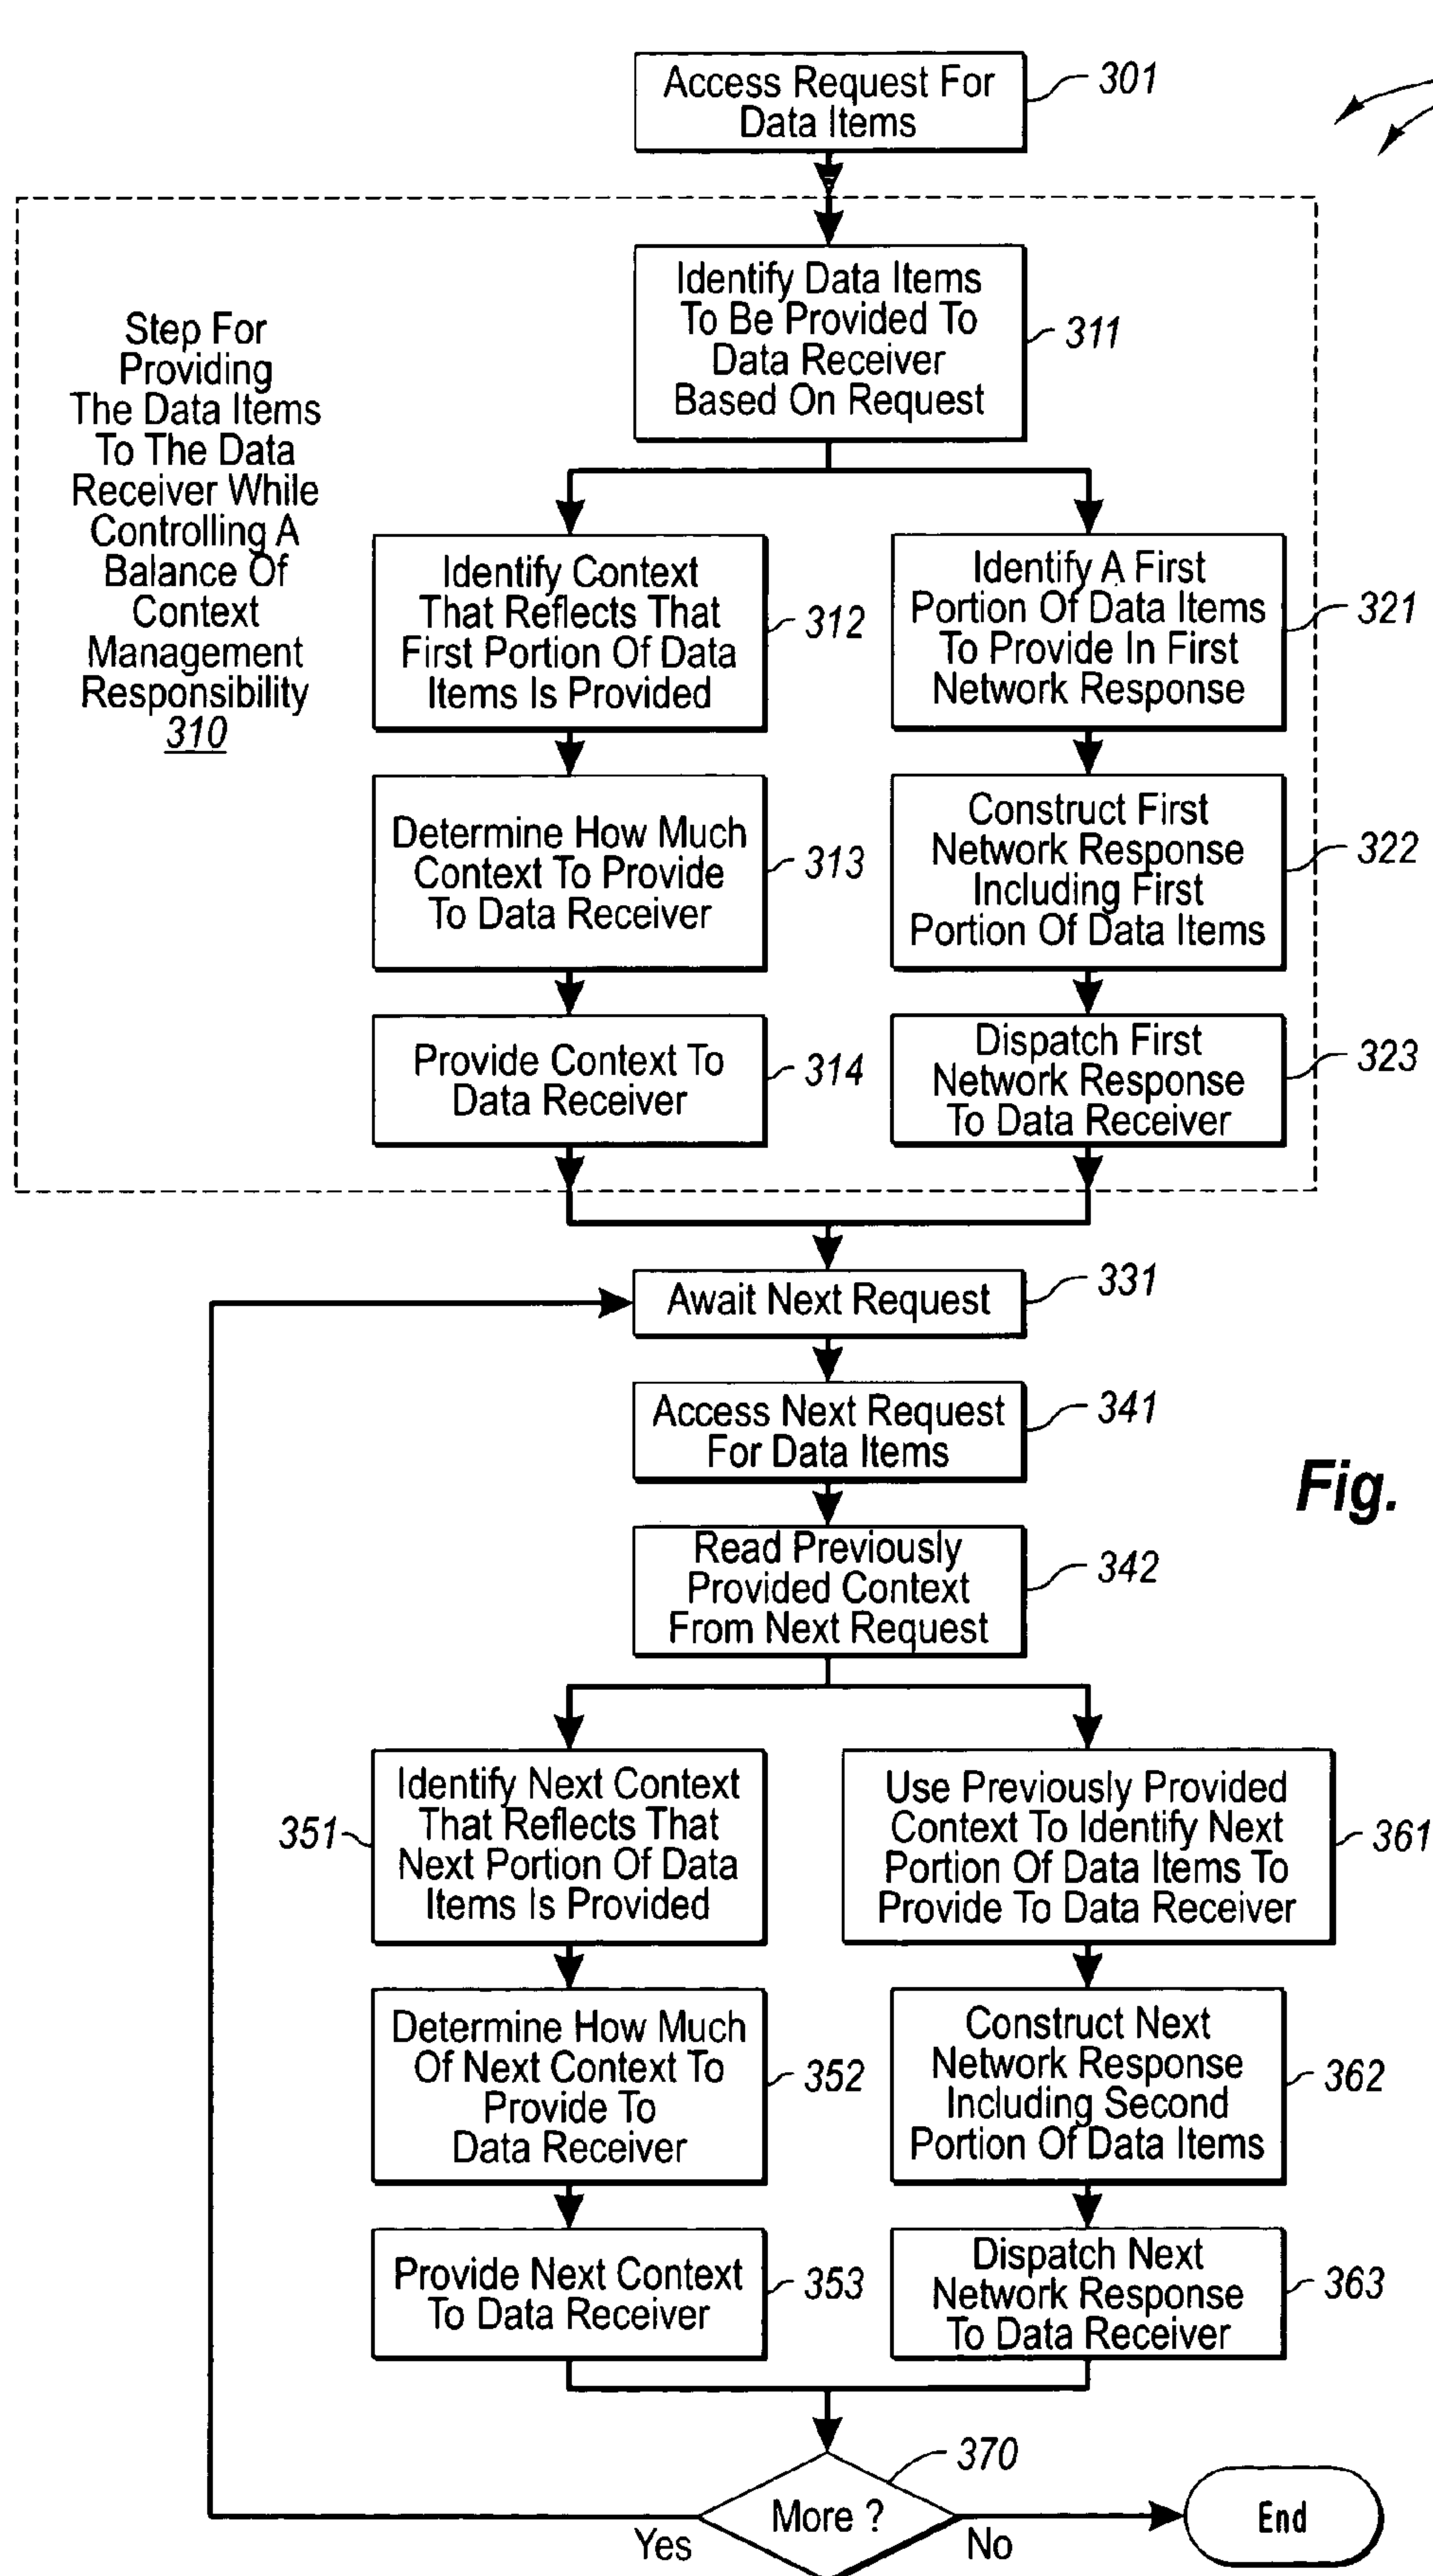 Access Request For
Data Items
301
Identify Data Items
To Be Provided To
Data Receiver
Based On Request
311
Step For
Providing
The Data Items
To The Data
Receiver While
Controlling A
Balance Of
Context
Management
Responsibility
310
Identify Context
That Reflects That
First Portion Of Data
Items Is Provided
312
Identify A First
Portion Of Data Items
To Provide In First
Network Response
321
Determine How Much
Context To Provide
To Data Receiver
313
Construct First
Network Response
Including First
Portion Of Data Items
322
Provide Context To
Data Receiver
314
Dispatch First
Network Response
To Data Receiver
323
Await Next Request
331
Access Next Request
For Data Items
341
Fig.
Read Previously
Provided Context
From Next Request
342
Identify Next Context
That Reflects That
Next Portion Of Data
Items Is Provided
351
Use Previously Provided
Context To Identify Next
Portion Of Data Items To
Provide To Data Receiver
361
Determine How Much
Of Next Context To
Provide To
Data Receiver
352
Construct Next
Network Response
Including Second
Portion Of Data Items
362
Provide Next Context
To Data Receiver
353
Dispatch Next
Network Response
To Data Receiver
363
370
More ?
Yes
No
End